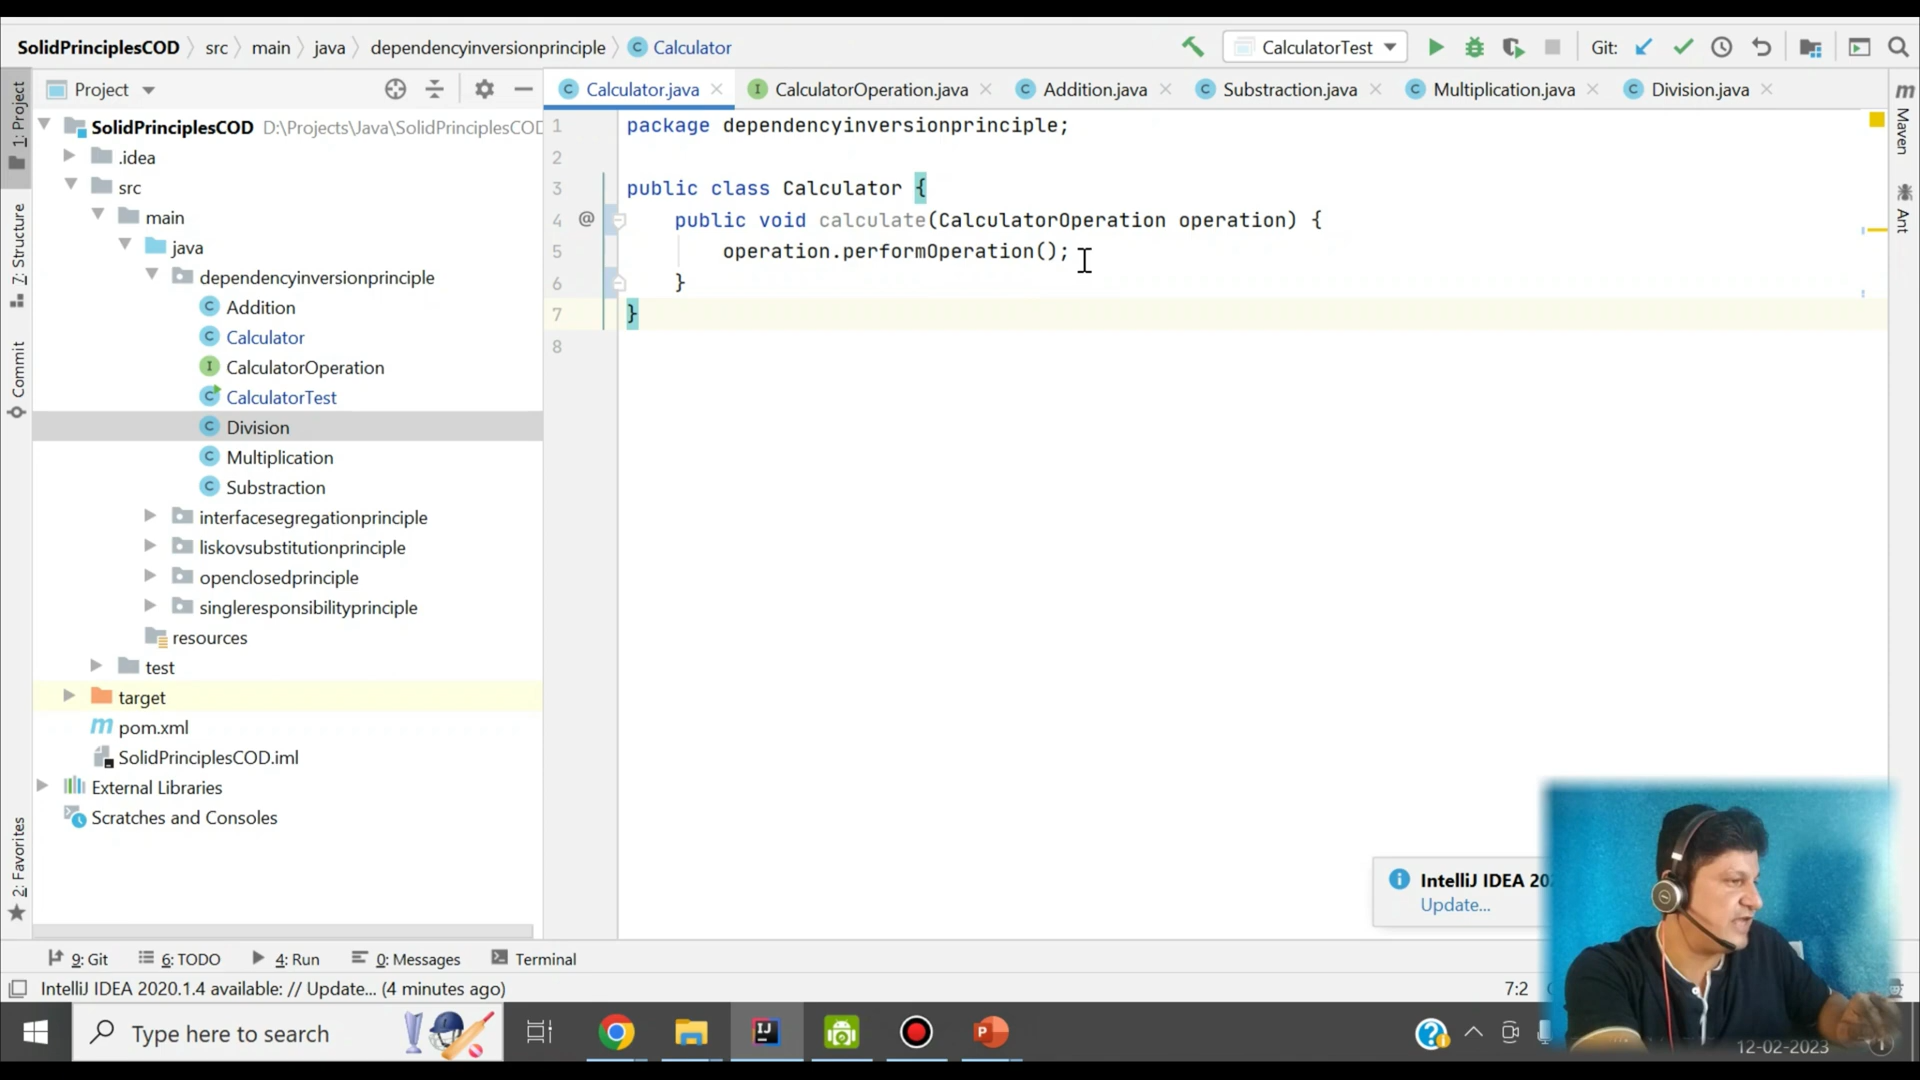 SolidPrinciplesCOD src main java dependencyinversionprinciple Calculator
CalculatorTest
Git:
1: Project
7: Structure
Commit
2: Favorites
Project
SolidPrinciplesCOD D:\Projects\Java\SolidPrinciplesCOD
.idea
src
main
java
dependencyinversionprinciple
Addition
Calculator
CalculatorOperation
CalculatorTest
Division
Multiplication
Substraction
interfacesegregationprinciple
liskovsubstitutionprinciple
openclosedprinciple
singleresponsibilityprinciple
resources
test
target
pom.xml
SolidPrinciplesCOD.iml
External Libraries
Scratches and Consoles
Calculator.java CalculatorOperation.java Addition.java Substraction.java Multiplication.java Division.java
1 package dependencyinversionprinciple;
2
3 public class Calculator {
4 @ public void calculate(CalculatorOperation operation) {
5 operation.performOperation();
6 }
7 }
8
Maven
Ant
IntelliJ IDEA 20
Update...
9: Git 6: TODO 4: Run 0: Messages Terminal
IntelliJ IDEA 2020.1.4 available: // Update... (4 minutes ago)
7:2
Type here to search
12-02-2023